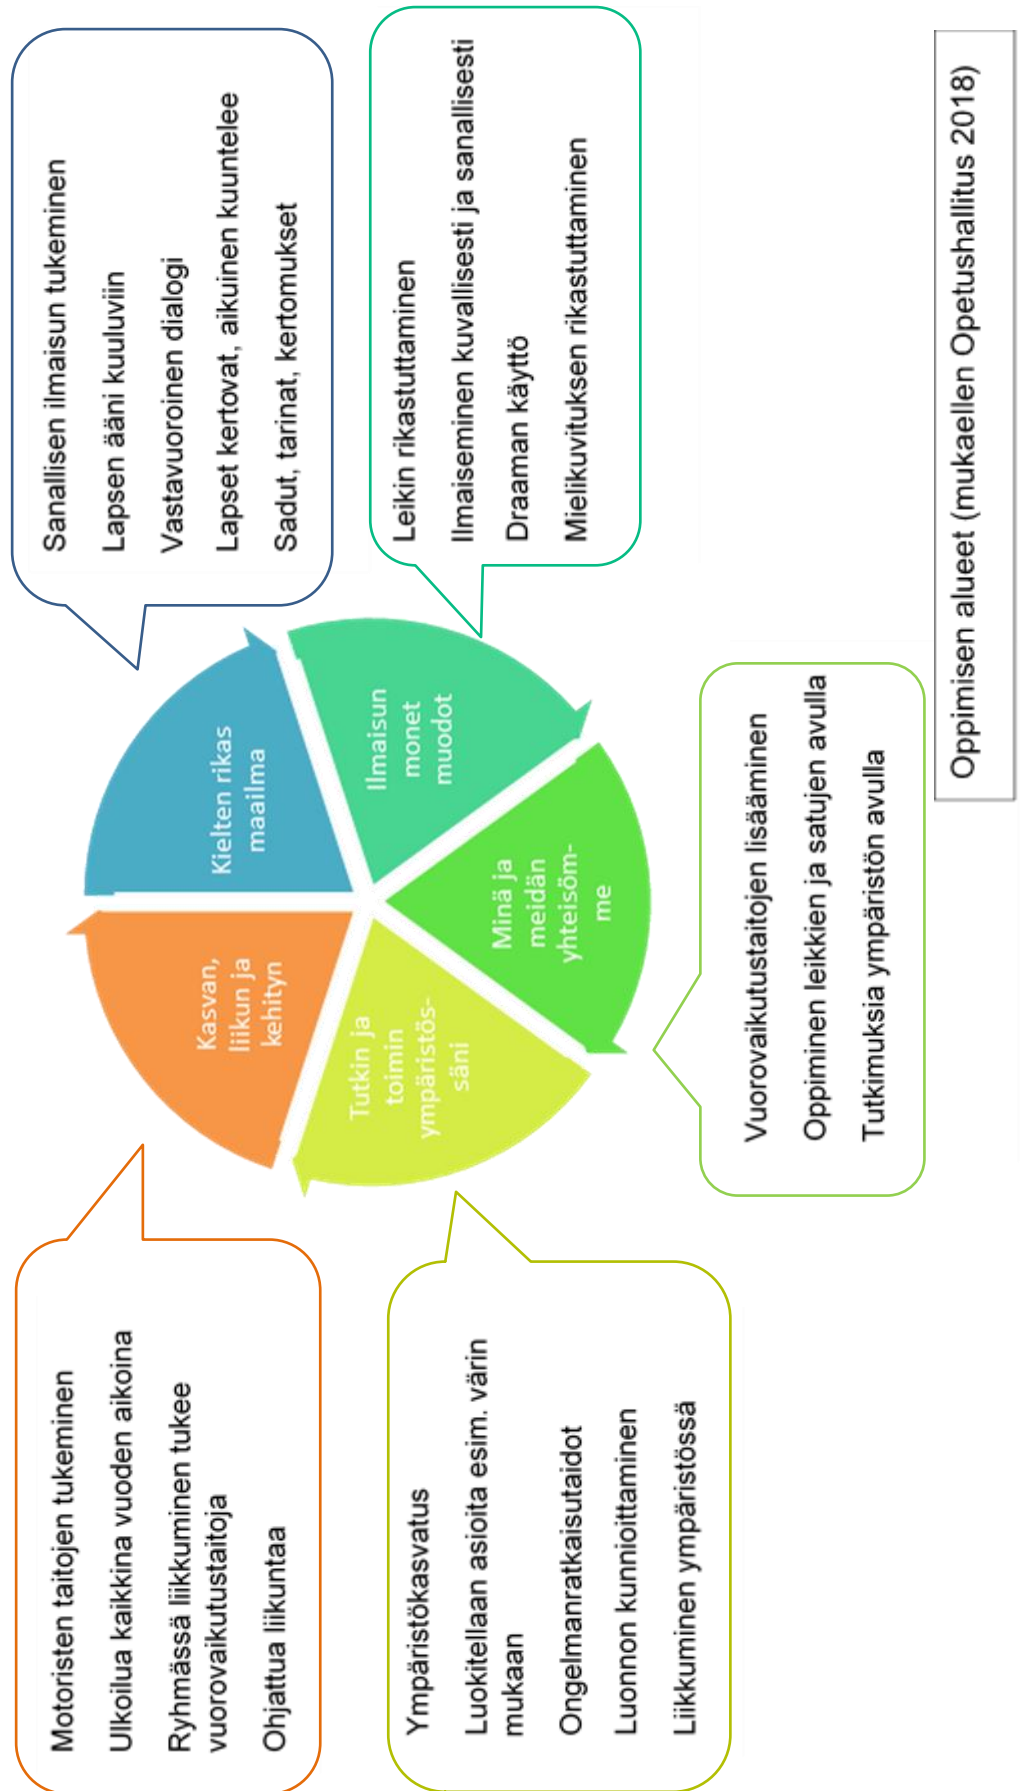 Motoristen taitojen tukeminen
Ulkoilua kaikkina vuoden aikoina
Ryhmässä liikkuminen tukee
vuorovaikutustaitoja
Ohjattua liikuntaa
Sanallisen ilmaisun tukeminen
Lapsen ääni kuuluviin
Vastavuoroinen dialogi
Lapset kertovat, aikuinen kuuntelee
Sadut, tarinat, kertomukset
Kasvan,
liikun ja
kehityn
Kielten rikas
maailma
Tutkin ja
toimin
ympäristös-
säni
Ilmaisun
monet
muodot
Minä ja
meidän
yhteisöm-
me
Ympäristökasvatus
Luokitellaan asioita esim. värin
mukaan
Ongelmanratkaisutaidot
Luonnon kunnioittaminen
Liikkuminen ympäristössä
Leikin rikastuttaminen
Ilmaiseminen kuvallisesti ja sanallisesti
Draaman käyttö
Mielikuvituksen rikastuttaminen
Vuorovaikutustaitojen lisääminen
Oppiminen leikkien ja satujen avulla
Tutkimuksia ympäristön avulla
Oppimisen alueet (mukaellen Opetushallitus 2018)